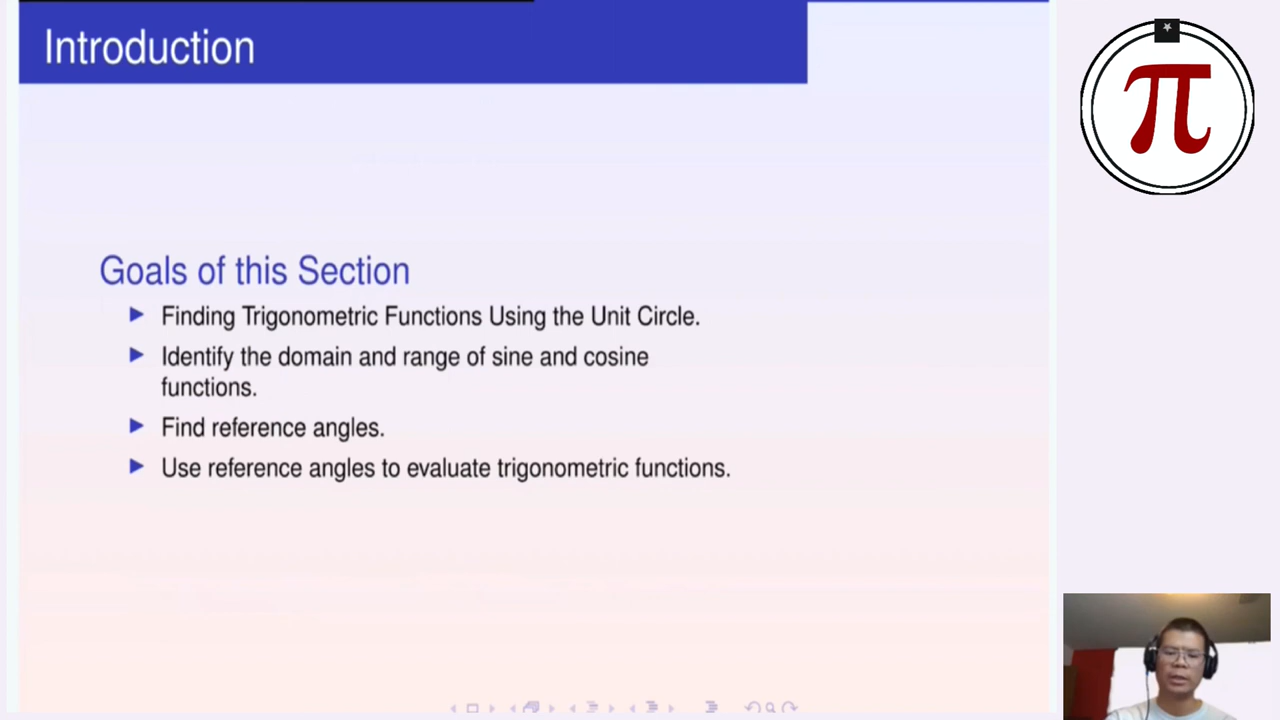 Introduction
π
Goals of this Section
Finding Trigonometric Functions Using the Unit Circle.
Identify the domain and range of sine and cosine
functions.
Find reference angles.
Use reference angles to evaluate trigonometric functions.